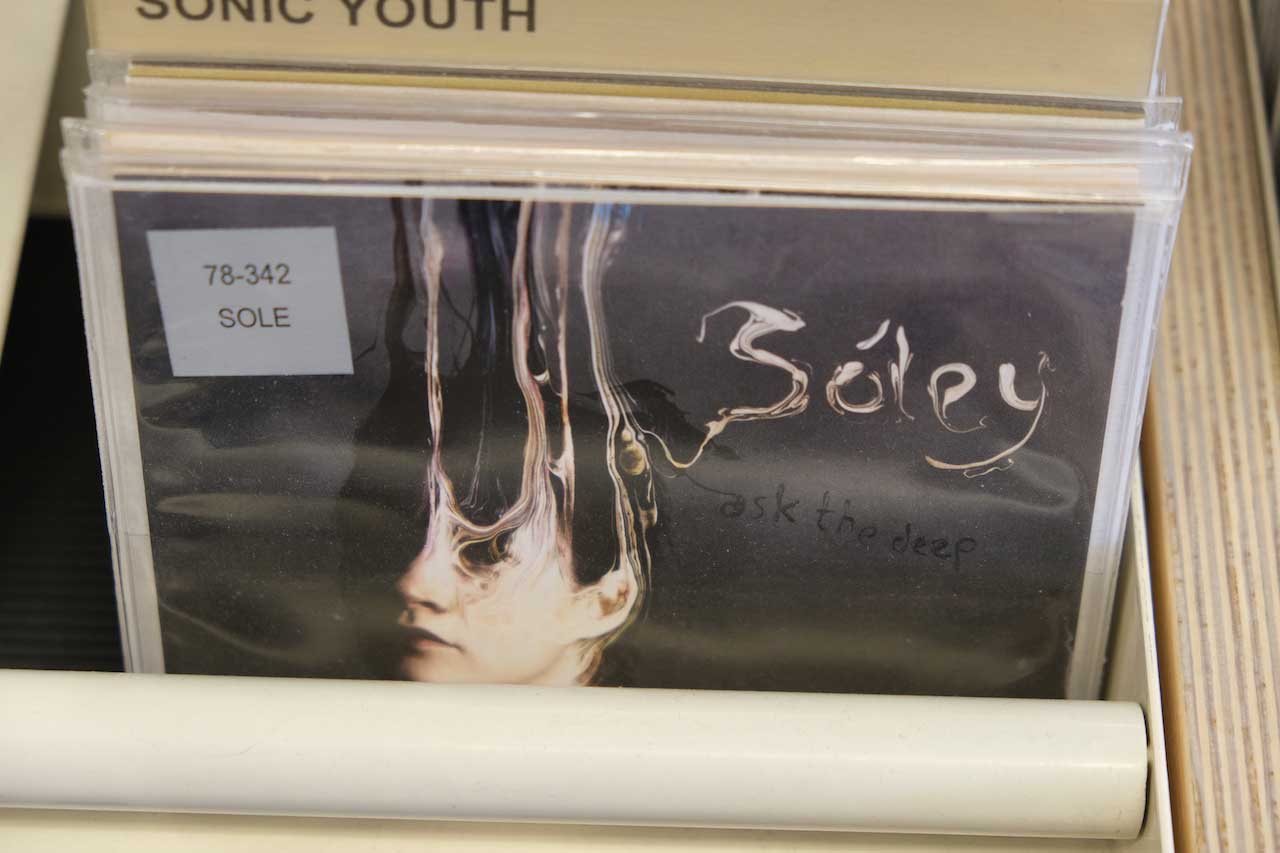 SONIC YOUTH
78-342
SOLE
Sóley
ask the deep